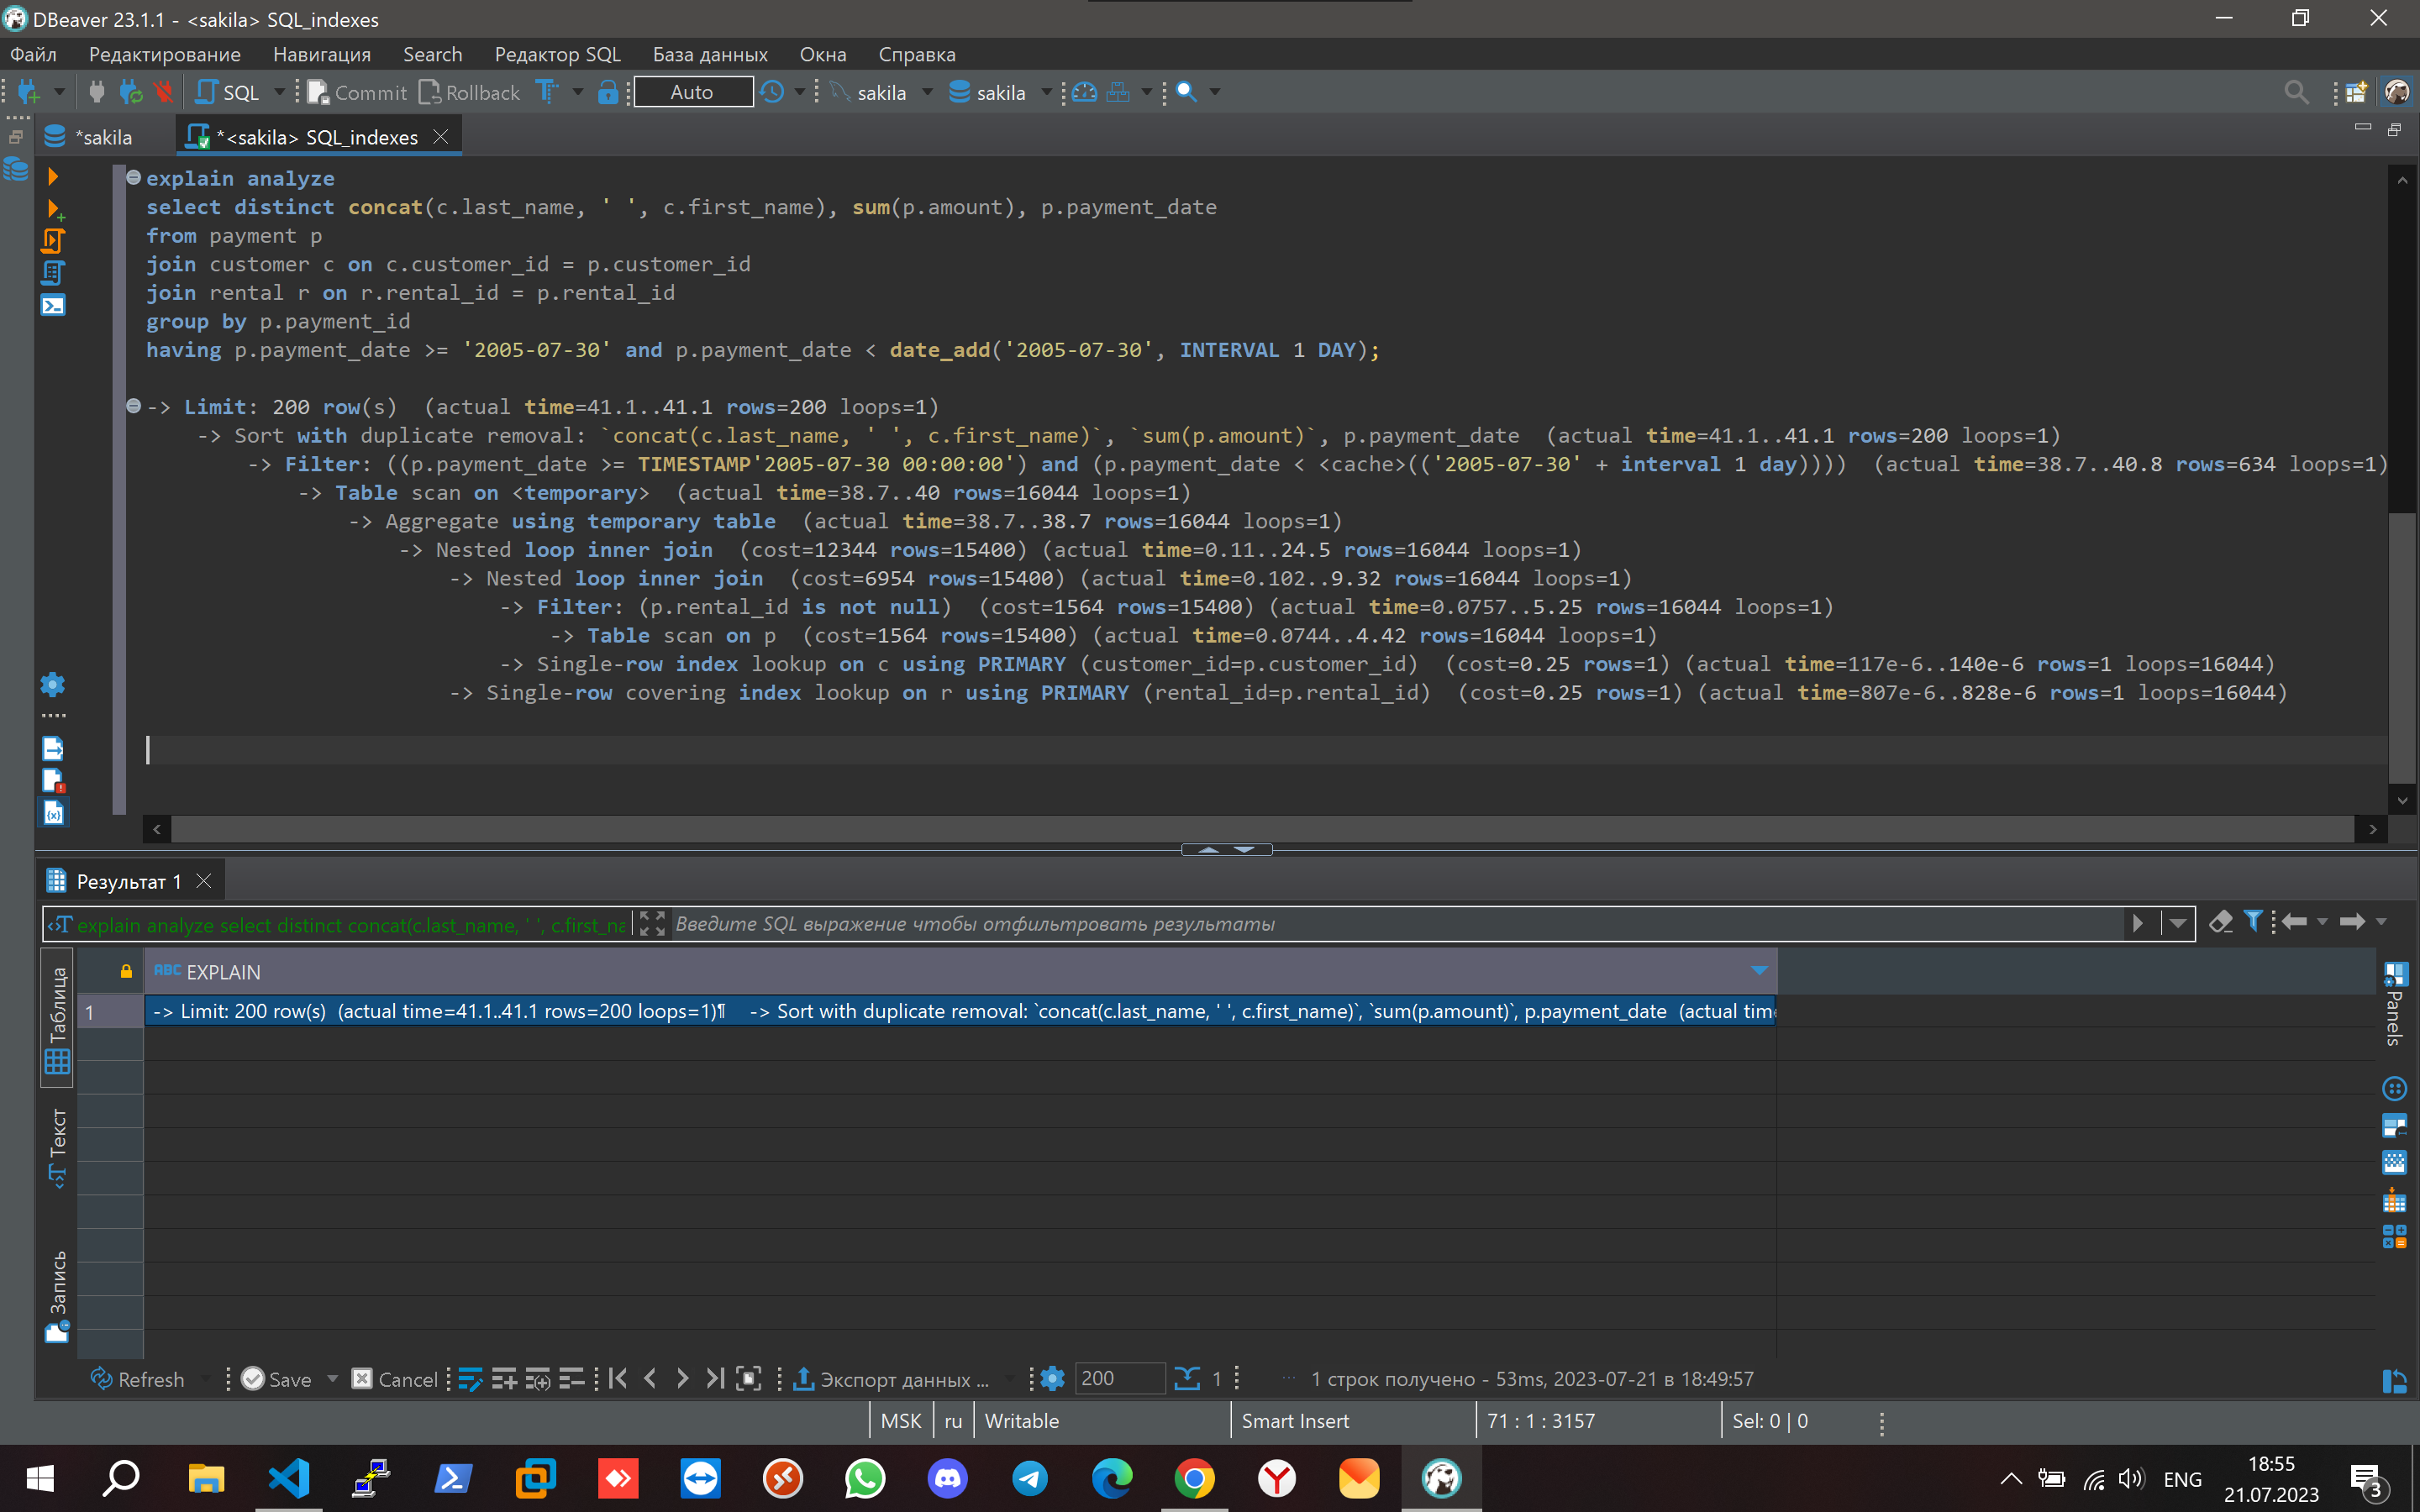 DBeaver 23.1.1 - <sakila> SQL_indexes
Файл Редактирование Навигация Search Редактор SQL База данных Окна Справка
SQL Commit Rollback Auto sakila sakila
*sakila *<sakila> SQL_indexes
explain analyze
select distinct concat(c.last_name, ' ', c.first_name), sum(p.amount), p.payment_date
from payment p
join customer c on c.customer_id = p.customer_id
join rental r on r.rental_id = p.rental_id
group by p.payment_id
having p.payment_date >= '2005-07-30' and p.payment_date < date_add('2005-07-30', INTERVAL 1 DAY);
-> Limit: 200 row(s)  (actual time=41.1..41.1 rows=200 loops=1)
-> Sort with duplicate removal: `concat(c.last_name, ' ', c.first_name)`, `sum(p.amount)`, p.payment_date  (actual time=41.1..41.1 rows=200 loops=1)
-> Filter: ((p.payment_date >= TIMESTAMP'2005-07-30 00:00:00') and (p.payment_date < <cache>(('2005-07-30' + interval 1 day))))  (actual time=38.7..40.8 rows=634 loops=1)
-> Table scan on <temporary>  (actual time=38.7..40 rows=16044 loops=1)
-> Aggregate using temporary table  (actual time=38.7..38.7 rows=16044 loops=1)
-> Nested loop inner join  (cost=12344 rows=15400) (actual time=0.11..24.5 rows=16044 loops=1)
-> Nested loop inner join  (cost=6954 rows=15400) (actual time=0.102..9.32 rows=16044 loops=1)
-> Filter: (p.rental_id is not null)  (cost=1564 rows=15400) (actual time=0.0757..5.25 rows=16044 loops=1)
-> Table scan on p  (cost=1564 rows=15400) (actual time=0.0744..4.42 rows=16044 loops=1)
-> Single-row index lookup on c using PRIMARY (customer_id=p.customer_id)  (cost=0.25 rows=1) (actual time=117e-6..140e-6 rows=1 loops=16044)
-> Single-row covering index lookup on r using PRIMARY (rental_id=p.rental_id)  (cost=0.25 rows=1) (actual time=807e-6..828e-6 rows=1 loops=16044)
Результат 1
explain analyze select distinct concat(c.last_name, ' ', c.first_na Введите SQL выражение чтобы отфильтровать результаты
ABC EXPLAIN
1 -> Limit: 200 row(s)  (actual time=41.1..41.1 rows=200 loops=1)¶    -> Sort with duplicate removal: `concat(c.last_name, ' ', c.first_name)`, `sum(p.amount)`, p.payment_date  (actual time
Таблица
Текст
Запись
Panels
Refresh Save Cancel Экспорт данных ... 200 1 ... 1 строк получено - 53ms, 2023-07-21 в 18:49:57
MSK ru Writable Smart Insert 71 : 1 : 3157 Sel: 0 | 0
ENG 18:55
21.07.2023
3